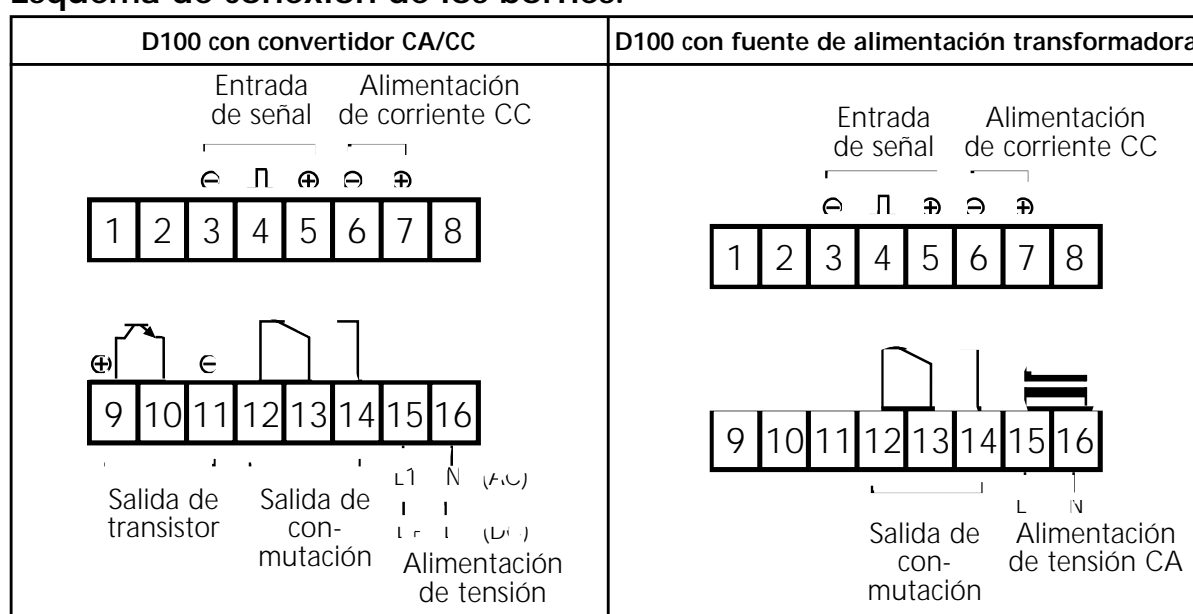 Esquema de conexión de los bornes.
D100 con convertidor CA/CC
D100 con fuente de alimentación transformadora
Entrada
de señal
Alimentación
de corriente CC
1 2 3 4 5 6 7 8
9 10 11 12 13 14 15 16
L1 N (AC)
Salida de
transistor
Salida de
con-
mutación
Alimentación
de tensión
Entrada
de señal
Alimentación
de corriente CC
1 2 3 4 5 6 7 8
9 10 11 12 13 14 15 16
L N
Salida de
con-
mutación
Alimentación
de tensión CA